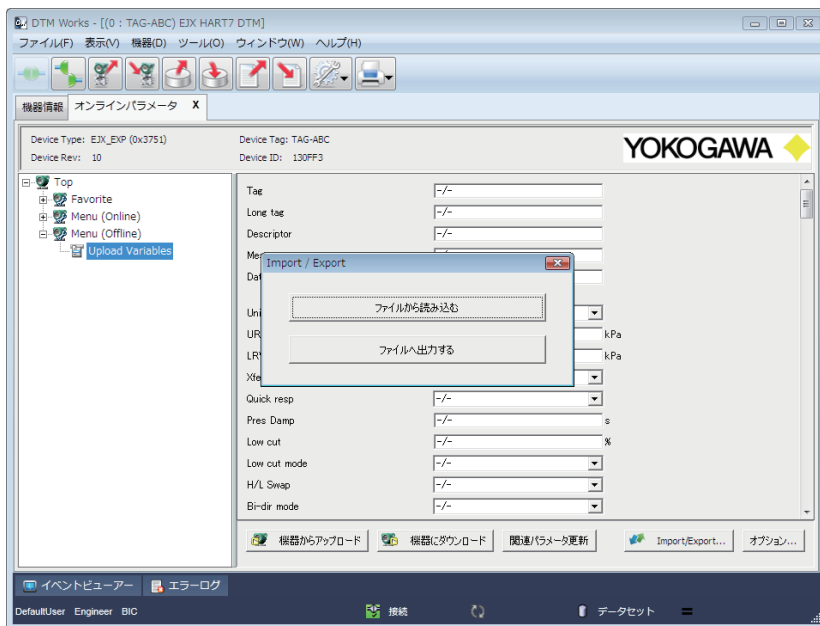 DTM Works - [(0 : TAG-ABC) EJX HART7 DTM]
ファイル(F) 表示(V) 機器(D) ツール(O) ウィンドウ(W) ヘルプ(H)
機器情報 オンラインパラメータ X
Device Type: EJX_EXP (0x3751) Device Tag: TAG-ABC
Device Rev: 10 Device ID: 130FF3
YOKOGAWA
Top
Favorite
Menu (Online)
Menu (Offline)
Upload Variables
Tag -/-
Long tag -/-
Descriptor -/-
Me
Dat
Import / Export
ファイルから読み込む
ファイルへ出力する
Uni
UR kPa
LRV kPa
Xfe
Quick resp -/-
Pres Damp -/- s
Low cut -/- %
Low cut mode -/-
H/L Swap -/-
Bi-dir mode -/-
機器からアップロード 機器にダウンロード 関連パラメータ更新 Import/Export... オプション...
イベントビューアー エラーログ
DefaultUser Engineer BIC 接続 データセット